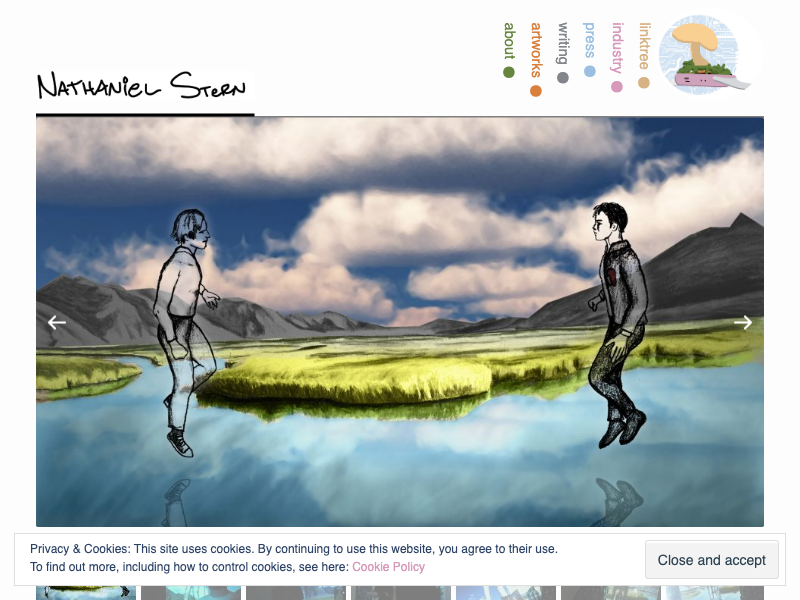 about
artworks
writing
press
industry
linktree
Nathaniel Stern
Privacy & Cookies: This site uses cookies. By continuing to use this website, you agree to their use.
To find out more, including how to control cookies, see here: Cookie Policy
Close and accept